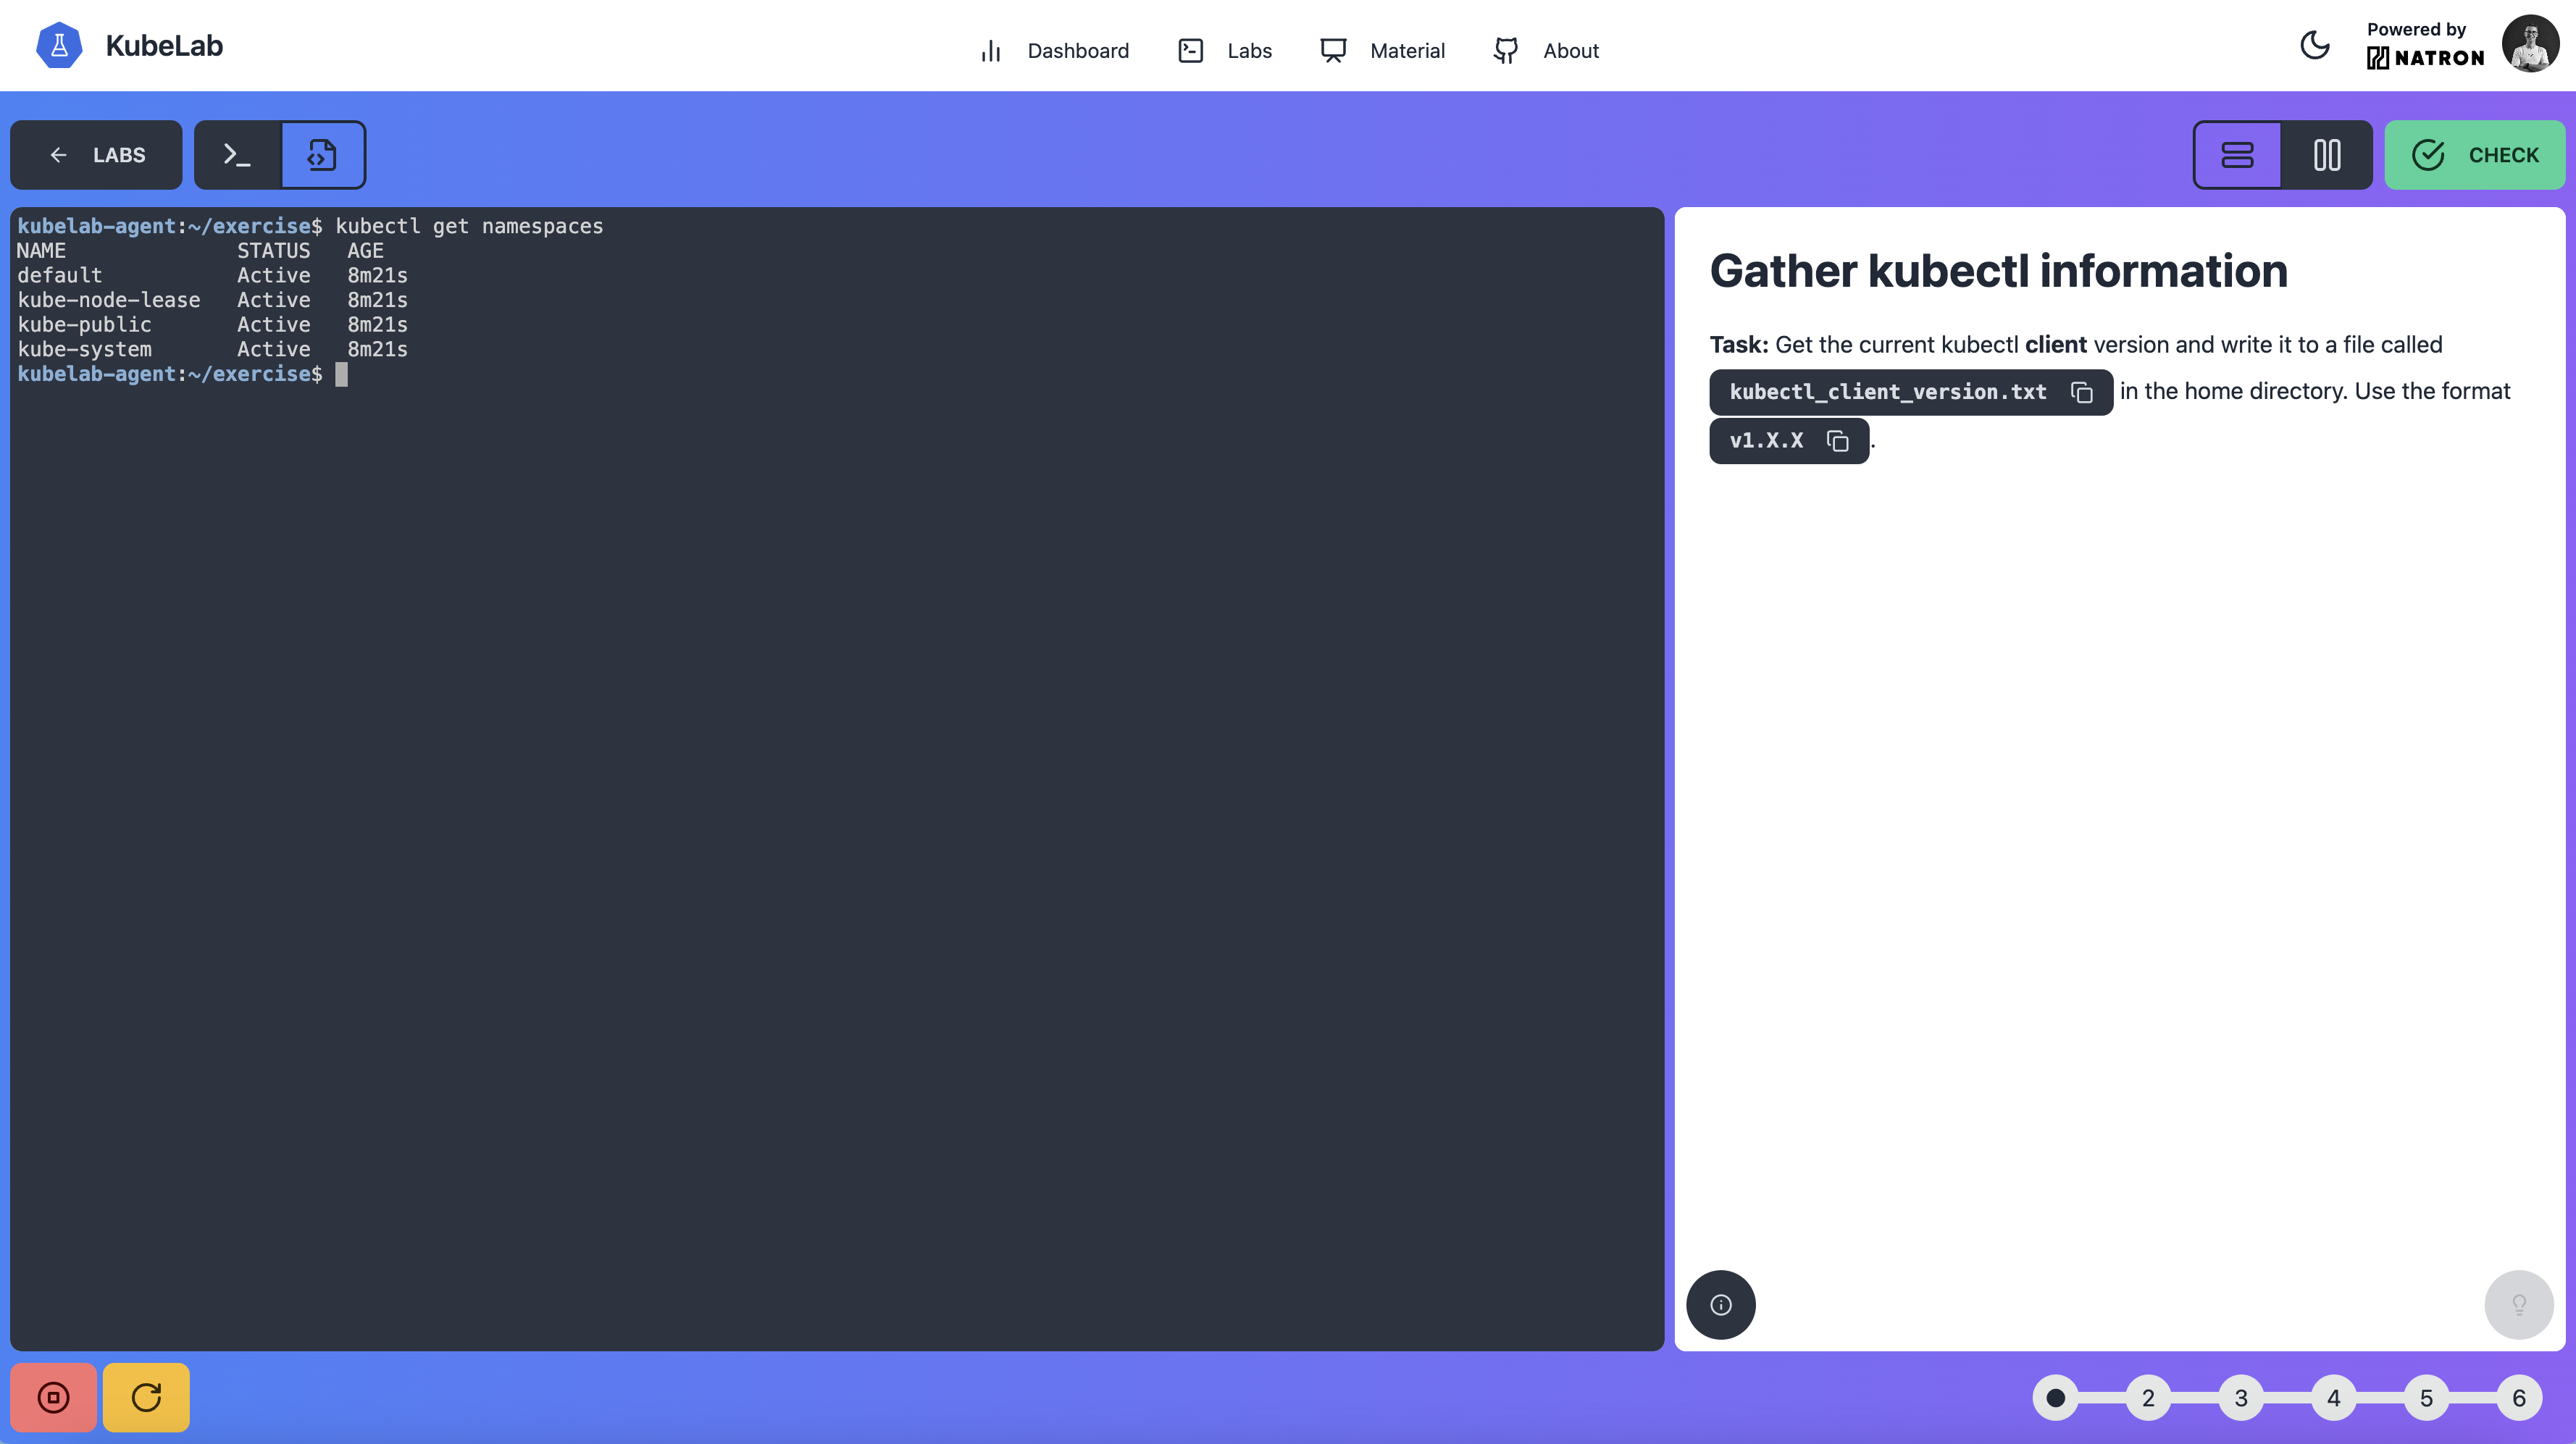 KubeLab
Dashboard
Labs
Material
About
Powered by
NATRON
LABS
CHECK
kubelab-agent:~/exercise$ kubectl get namespaces
NAME STATUS AGE
default Active 8m21s
kube-node-lease Active 8m21s
kube-public Active 8m21s
kube-system Active 8m21s
kubelab-agent:~/exercise$
Gather kubectl information
Task: Get the current kubectl client version and write it to a file called
kubectl_client_version.txt in the home directory. Use the format
v1.X.X .
2 3 4 5 6